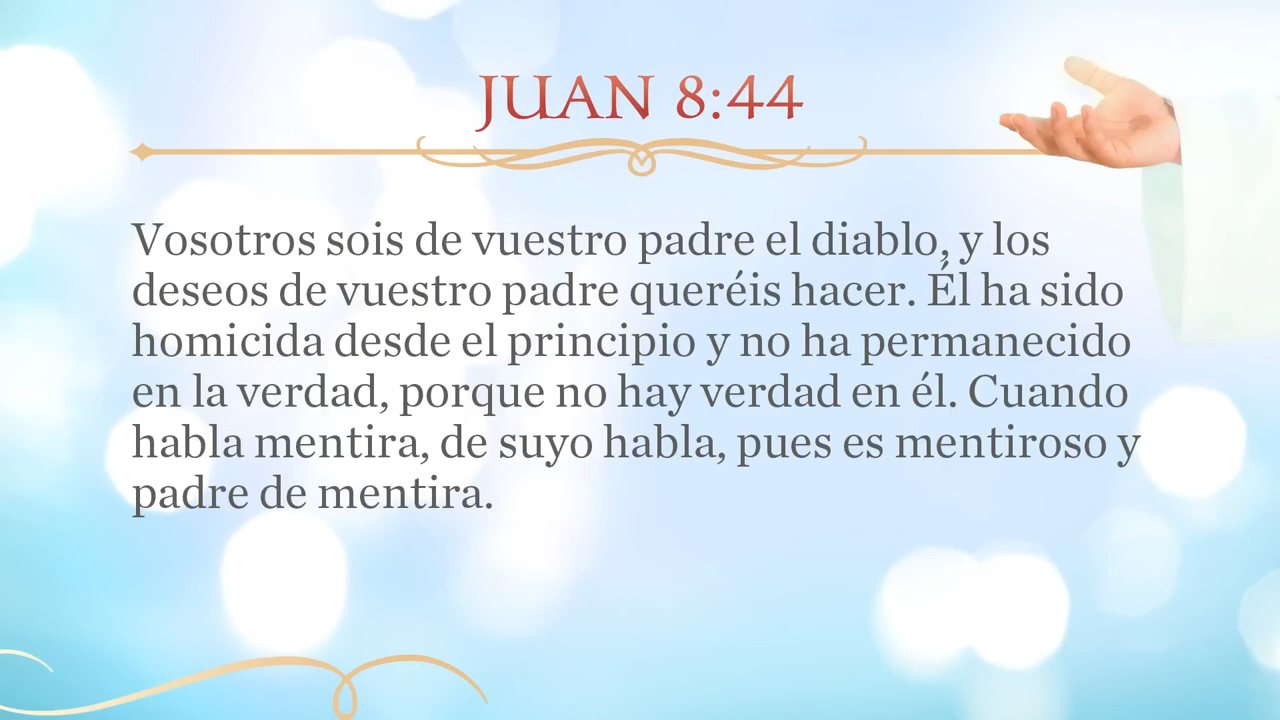 JUAN 8:44
Vosotros sois de vuestro padre el diablo, y los
deseos de vuestro padre queréis hacer. Él ha sido
homicida desde el principio y no ha permanecido
en la verdad, porque no hay verdad en él. Cuando
habla mentira, de suyo habla, pues es mentiroso y
padre de mentira.